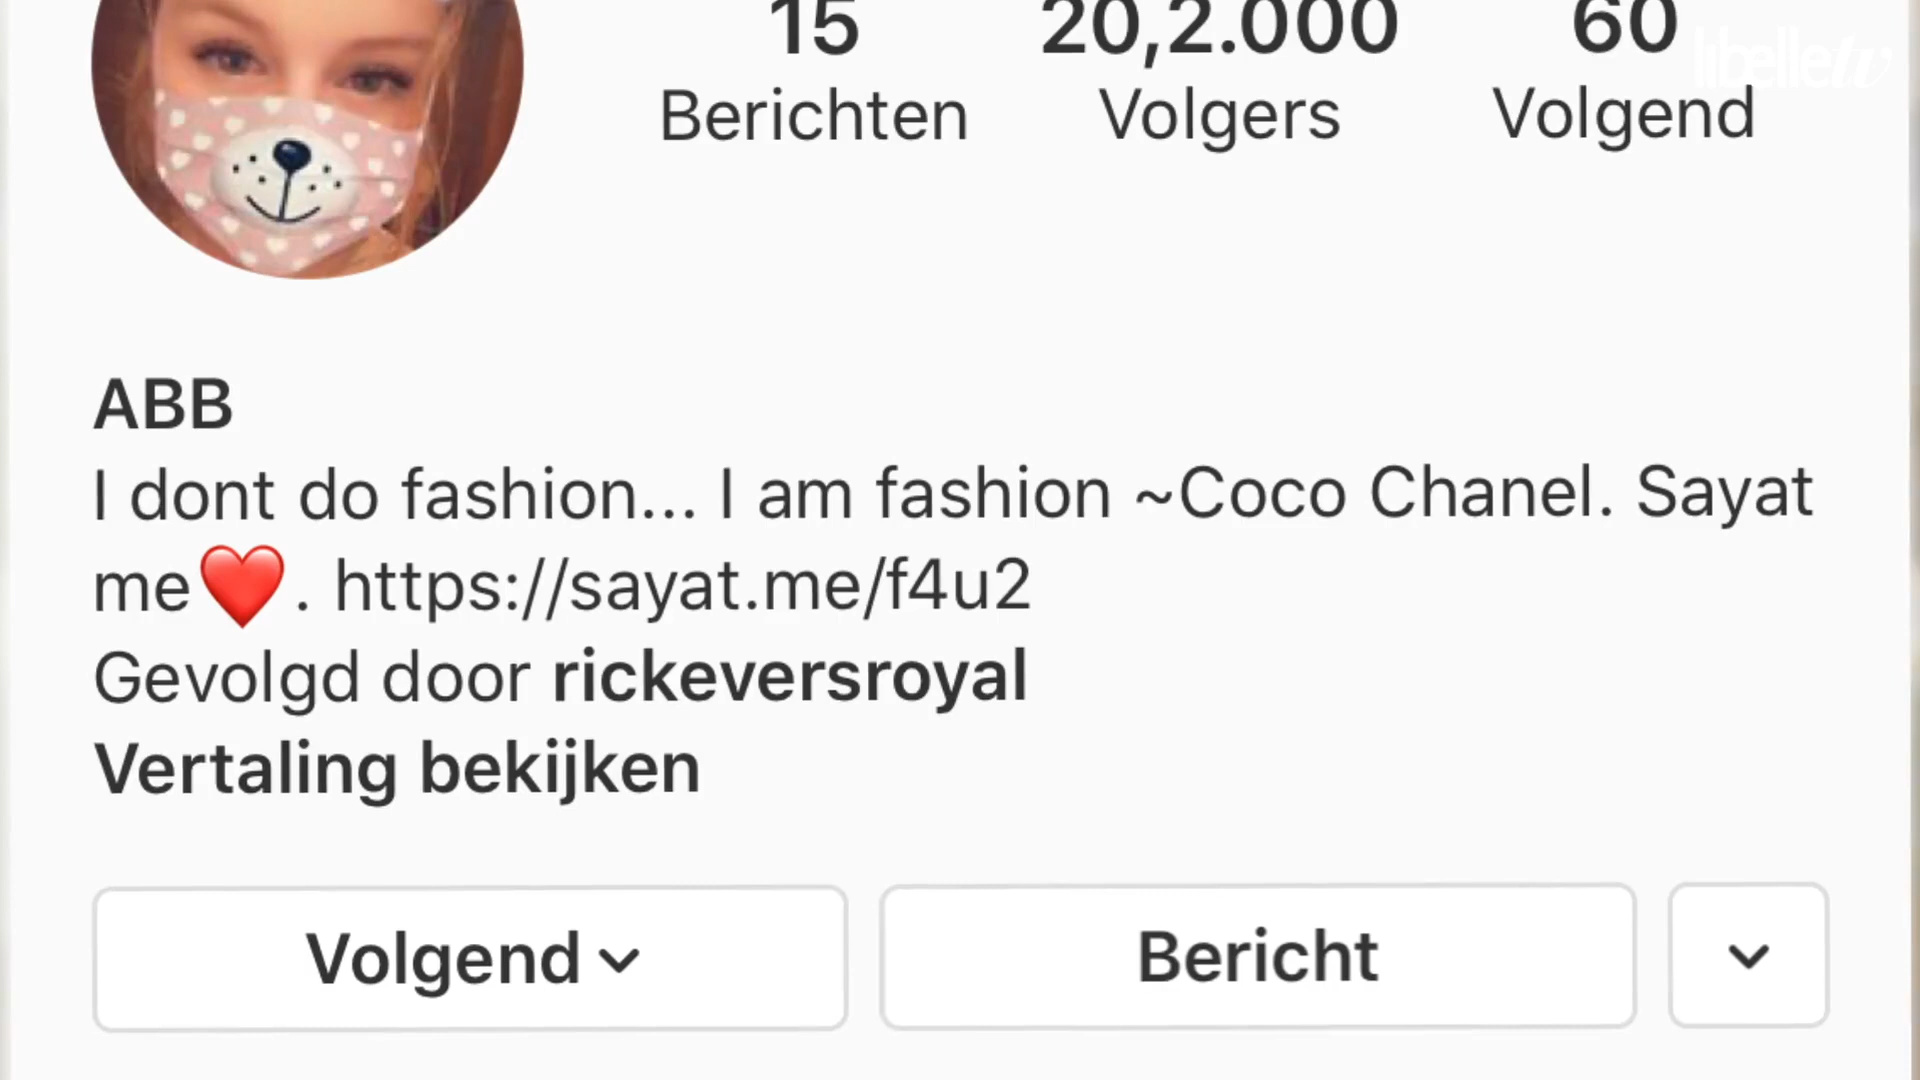 15 20,2.000 60
Berichten Volgers Volgend
libelletv
ABB
I dont do fashion... I am fashion ~Coco Chanel. Sayat
me❤️. https://sayat.me/f4u2
Gevolgd door rickeversroyal
Vertaling bekijken
Volgend Bericht